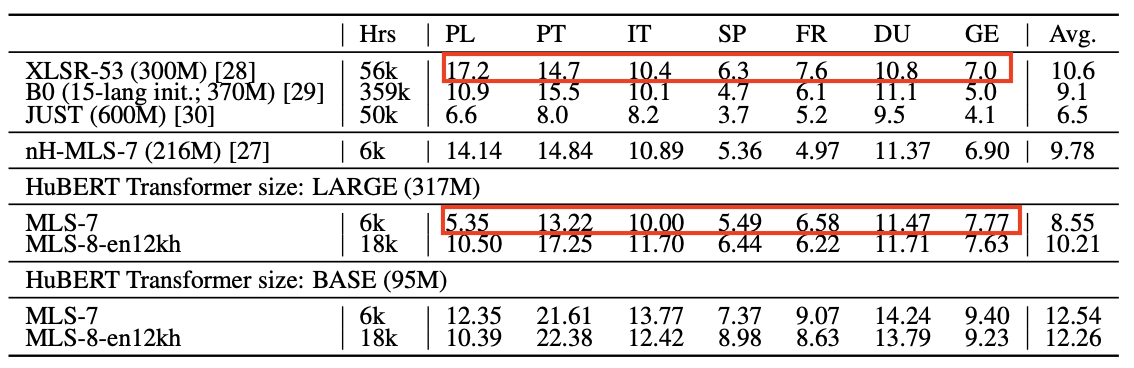 Hrs PL PT IT SP FR DU GE Avg.
XLSR-53 (300M) [28] 56k 17.2 14.7 10.4 6.3 7.6 10.8 7.0 10.6
B0 (15-lang init.; 370M) [29] 359k 10.9 15.5 10.1 4.7 6.1 11.1 5.0 9.1
JUST (600M) [30] 50k 6.6 8.0 8.2 3.7 5.2 9.5 4.1 6.5
nH-MLS-7 (216M) [27] 6k 14.14 14.84 10.89 5.36 4.97 11.37 6.90 9.78
HuBERT Transformer size: LARGE (317M)
MLS-7 6k 5.35 13.22 10.00 5.49 6.58 11.47 7.77 8.55
MLS-8-en12kh 18k 10.50 17.25 11.70 6.44 6.22 11.71 7.63 10.21
HuBERT Transformer size: BASE (95M)
MLS-7 6k 12.35 21.61 13.77 7.37 9.07 14.24 9.40 12.54
MLS-8-en12kh 18k 10.39 22.38 12.42 8.98 8.63 13.79 9.23 12.26